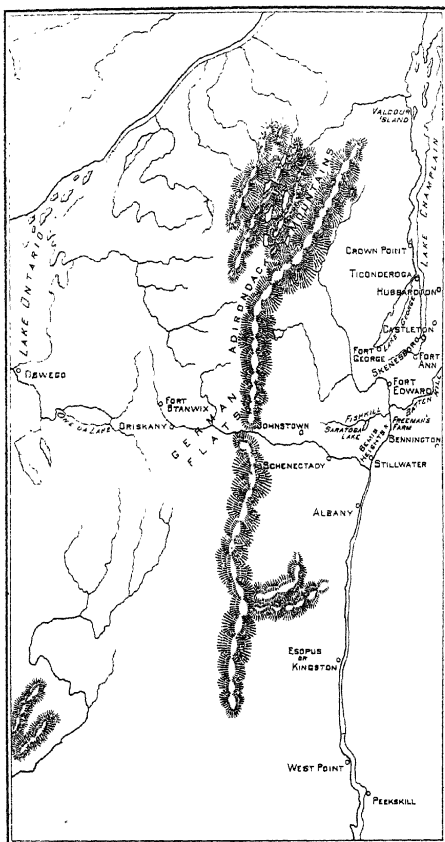 VALCOUR
ISLAND
LAKE CHAMPLAIN
ADIRONDAC MOUNTAINS
CROWN POINT
TICONDEROGA
HUBBARDTON
LAKE GEORGE
LAKE ONTARIO
CASTLETON
FORT
GEORGE
SKENESBORO
FORT
ANN
OSWEGO
FORT
EDWARD
FORT
STANWIX
BATTEN KILL
FISHKILL
ONEIDA LAKE
ORISKANY
GERMAN
FLATS
JOHNSTOWN
SARATOGA
LAKE
FREEMAN'S
FARM
BEMIS
HEIGHTS
BENNINGTON
SCHENECTADY
STILLWATER
ALBANY
ESOPUS
OR
KINGSTON
WEST POINT
PEEKSKILL